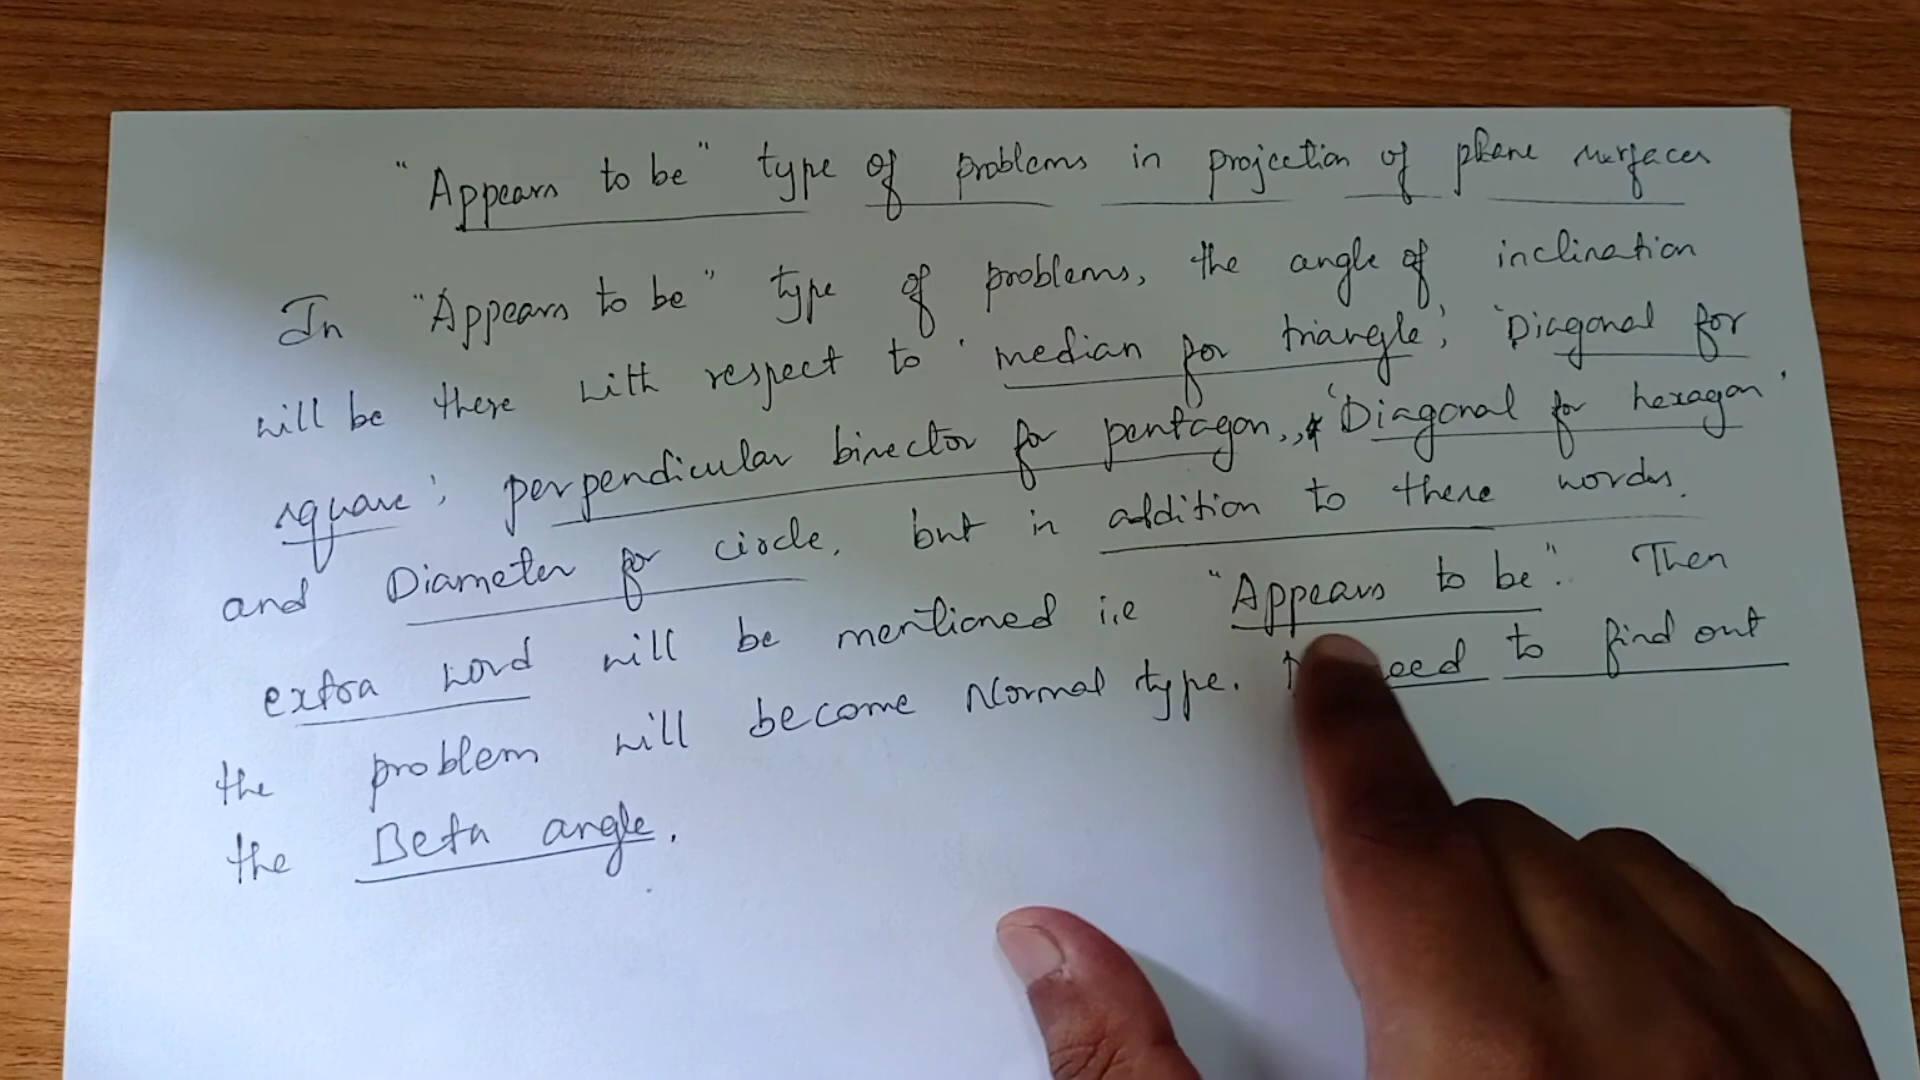 "Appears to be" type of problems in projection of plane surfaces
In "Appears to be" type of problems, the angle of inclination
will be there with respect to 'median for triangle', 'Diagonal for
square', perpendicular bisector for pentagon, 'Diagonal for hexagon'
and Diameter for circle, but in addition to these words.
extra word will be mentioned i.e "Appears to be". Then
the problem will become Normal type. to find out
the Beta angle.